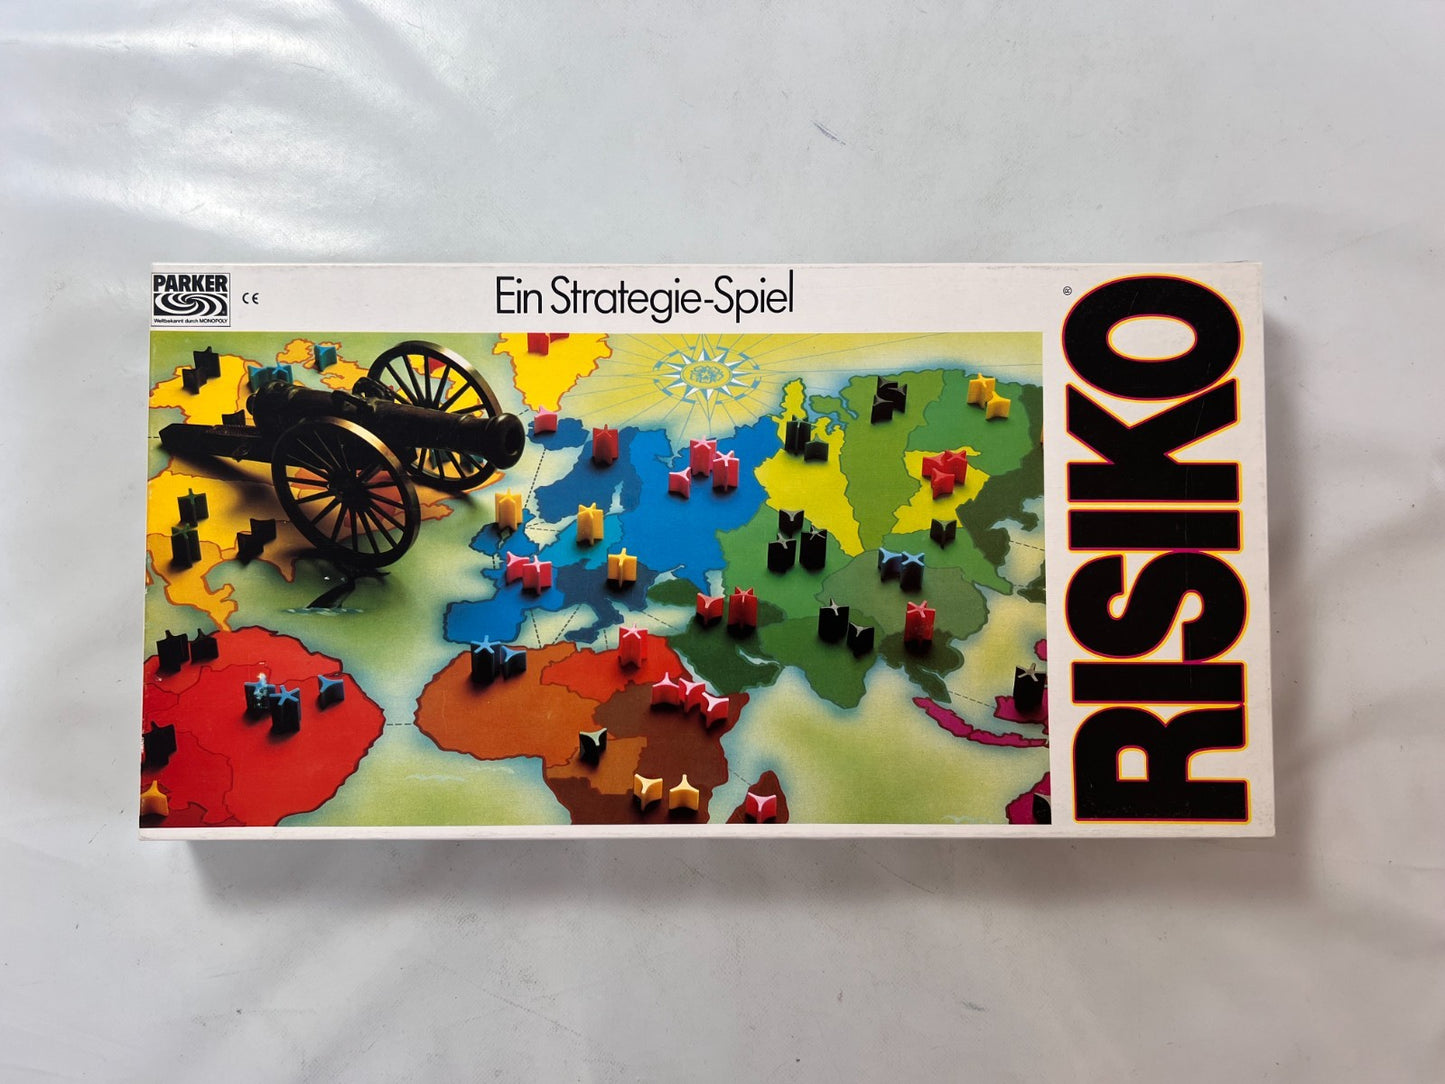 PARKER
Weltbekannt durch MONOPOLY
CE
Ein Strategie-Spiel
®
RISIKO